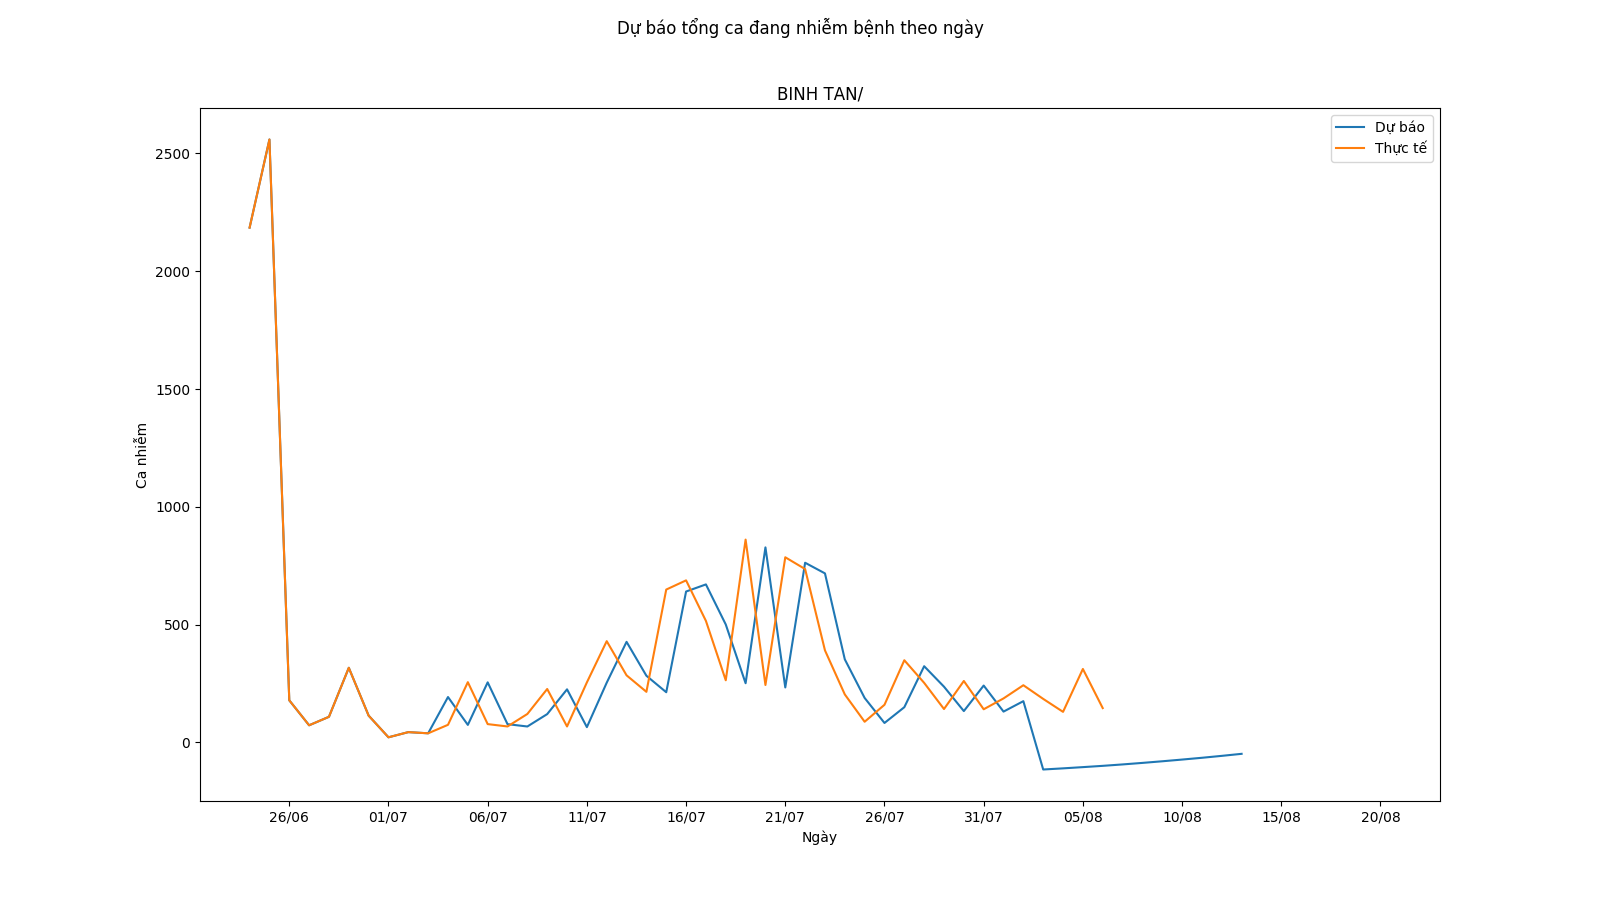 Dự báo tổng ca đang nhiễm bệnh theo ngày
BINH TAN/
Dự báo
Thực tế
2500
2000
1500
1000
500
0
Ca nhiễm
26/06 01/07 06/07 11/07 16/07 21/07 26/07 31/07 05/08 10/08 15/08 20/08
Ngày